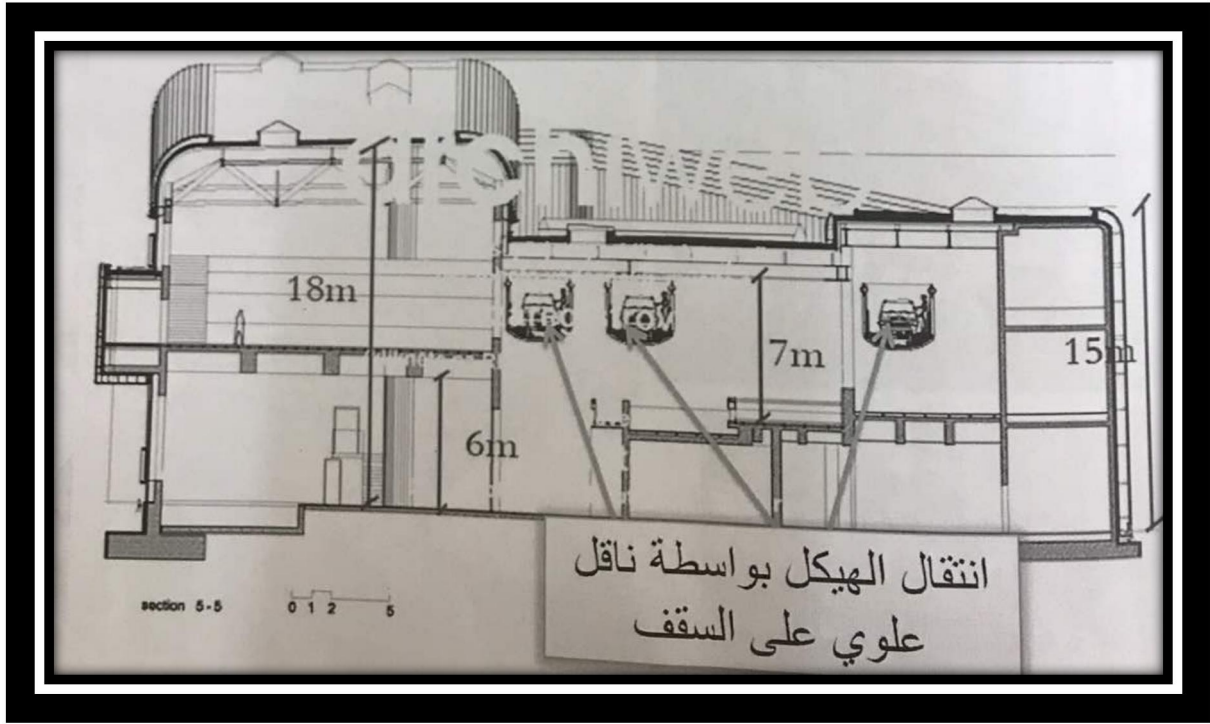 18m
7m
15m
6m
انتقال الهيكل بواسطة ناقل
علوي على السقف
section 5-5
0 1 2 5